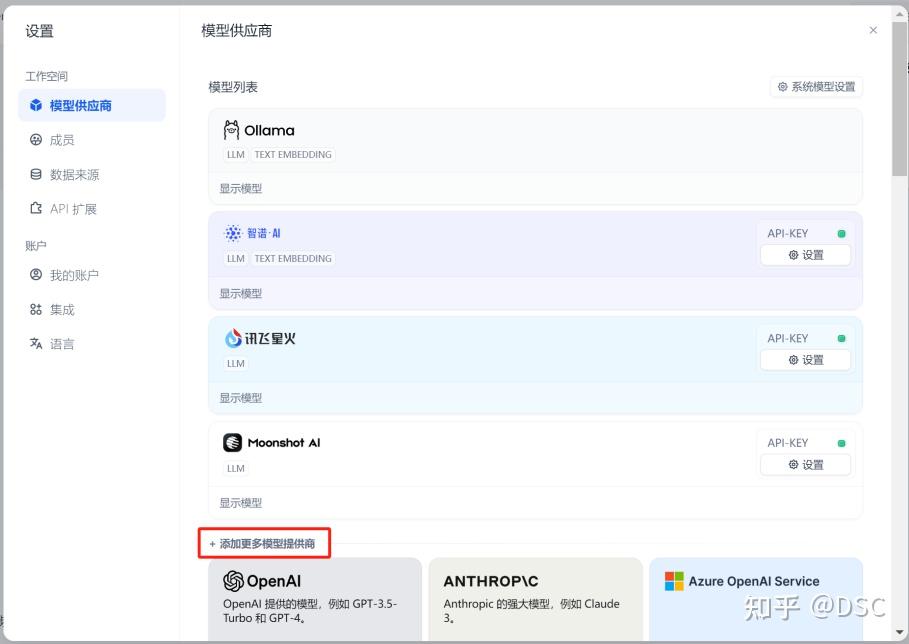 设置
模型供应商
工作空间
模型供应商
成员
数据来源
API 扩展
账户
我的账户
集成
语言
模型列表
系统模型设置
Ollama
LLM TEXT EMBEDDING
显示模型
智谱·AI
LLM TEXT EMBEDDING
API-KEY
设置
显示模型
讯飞星火
LLM
API-KEY
设置
显示模型
Moonshot AI
LLM
API-KEY
设置
显示模型
+ 添加更多模型提供商
OpenAI
OpenAI 提供的模型，例如 GPT-3.5-
Turbo 和 GPT-4。
ANTHROP\C
Anthropic 的强大模型，例如 Claude
3。
Azure OpenAI Service
知乎 @DSC